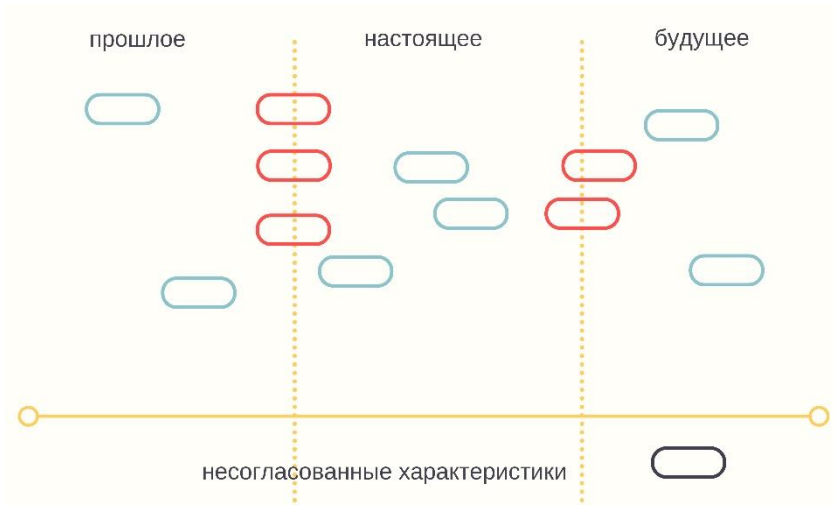 прошлое
настоящее
будущее
несогласованные характеристики